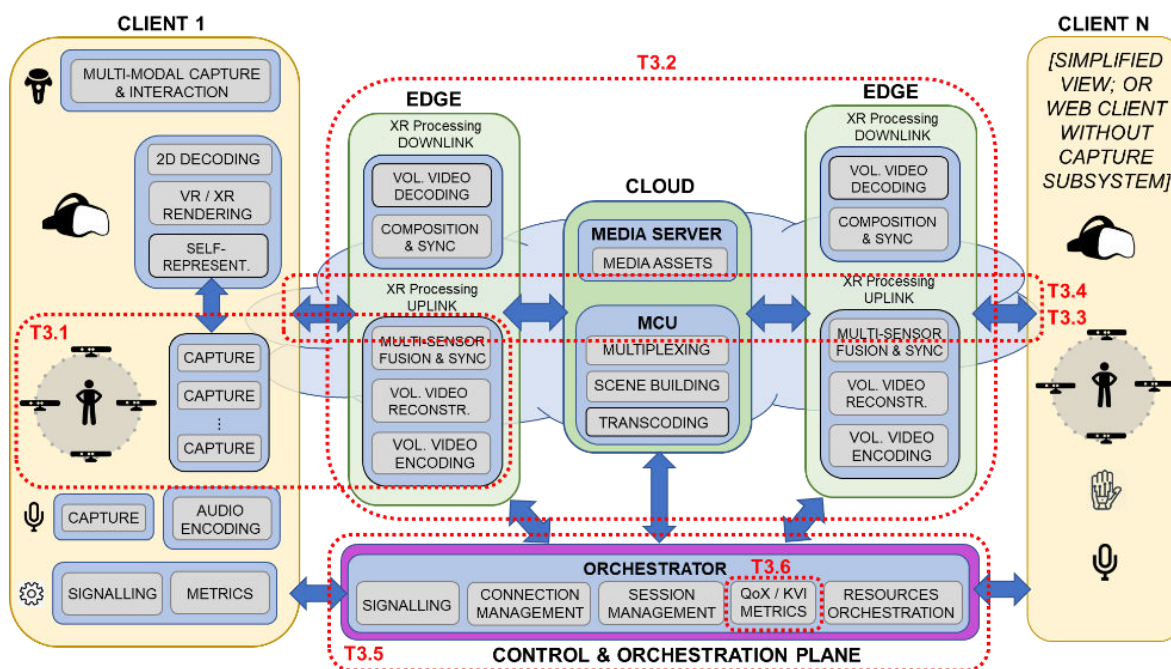 CLIENT 1
MULTI-MODAL CAPTURE
& INTERACTION
2D DECODING
VR / XR
RENDERING
SELF-
REPRESENT.
T3.1
CAPTURE
CAPTURE
⋮
CAPTURE
CAPTURE
AUDIO
ENCODING
SIGNALLING
METRICS
T3.2
EDGE
XR Processing
DOWNLINK
VOL. VIDEO
DECODING
COMPOSITION
& SYNC
XR Processing
UPLINK
MULTI-SENSOR
FUSION & SYNC
VOL. VIDEO
RECONSTR.
VOL. VIDEO
ENCODING
CLOUD
MEDIA SERVER
MEDIA ASSETS
MCU
MULTIPLEXING
SCENE BUILDING
TRANSCODING
EDGE
XR Processing
DOWNLINK
VOL. VIDEO
DECODING
COMPOSITION
& SYNC
XR Processing
UPLINK
MULTI-SENSOR
FUSION & SYNC
VOL. VIDEO
RECONSTR.
VOL. VIDEO
ENCODING
CLIENT N
[SIMPLIFIED
VIEW; OR
WEB CLIENT
WITHOUT
CAPTURE
SUBSYSTEM]
T3.4
T3.3
ORCHESTRATOR
T3.6
SIGNALLING
CONNECTION
MANAGEMENT
SESSION
MANAGEMENT
QoX / KVI
METRICS
RESOURCES
ORCHESTRATION
T3.5
CONTROL & ORCHESTRATION PLANE